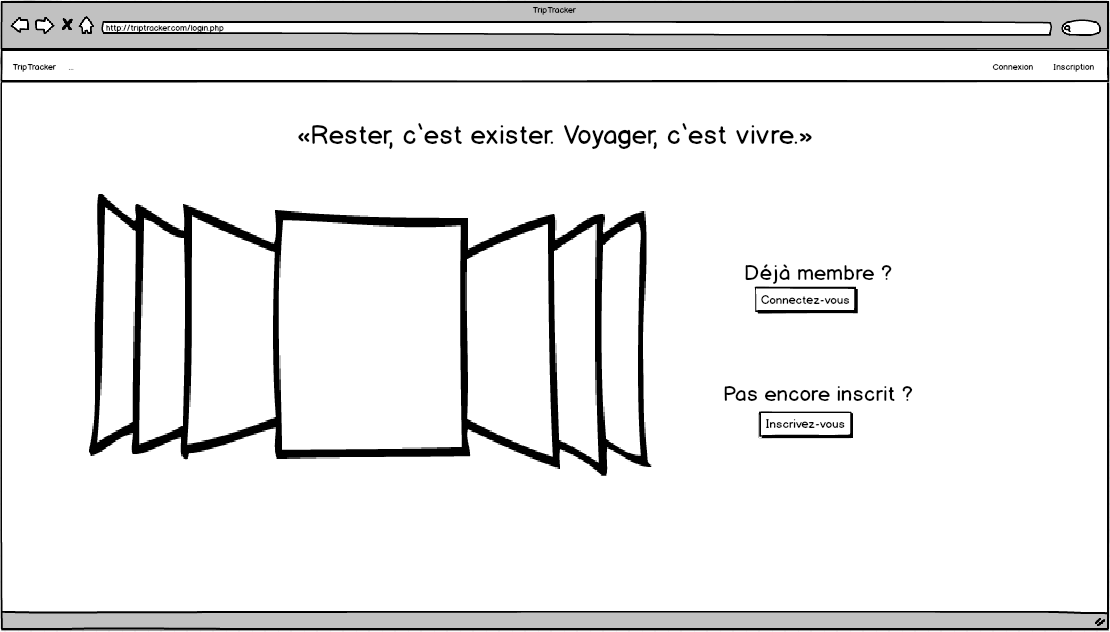 TripTracker
http://triptracker.com/login.php
TripTracker ... Connexion Inscription
«Rester, c`est exister. Voyager, c`est vivre.»
Déjà membre ?
Connectez-vous
Pas encore inscrit ?
Inscrivez-vous